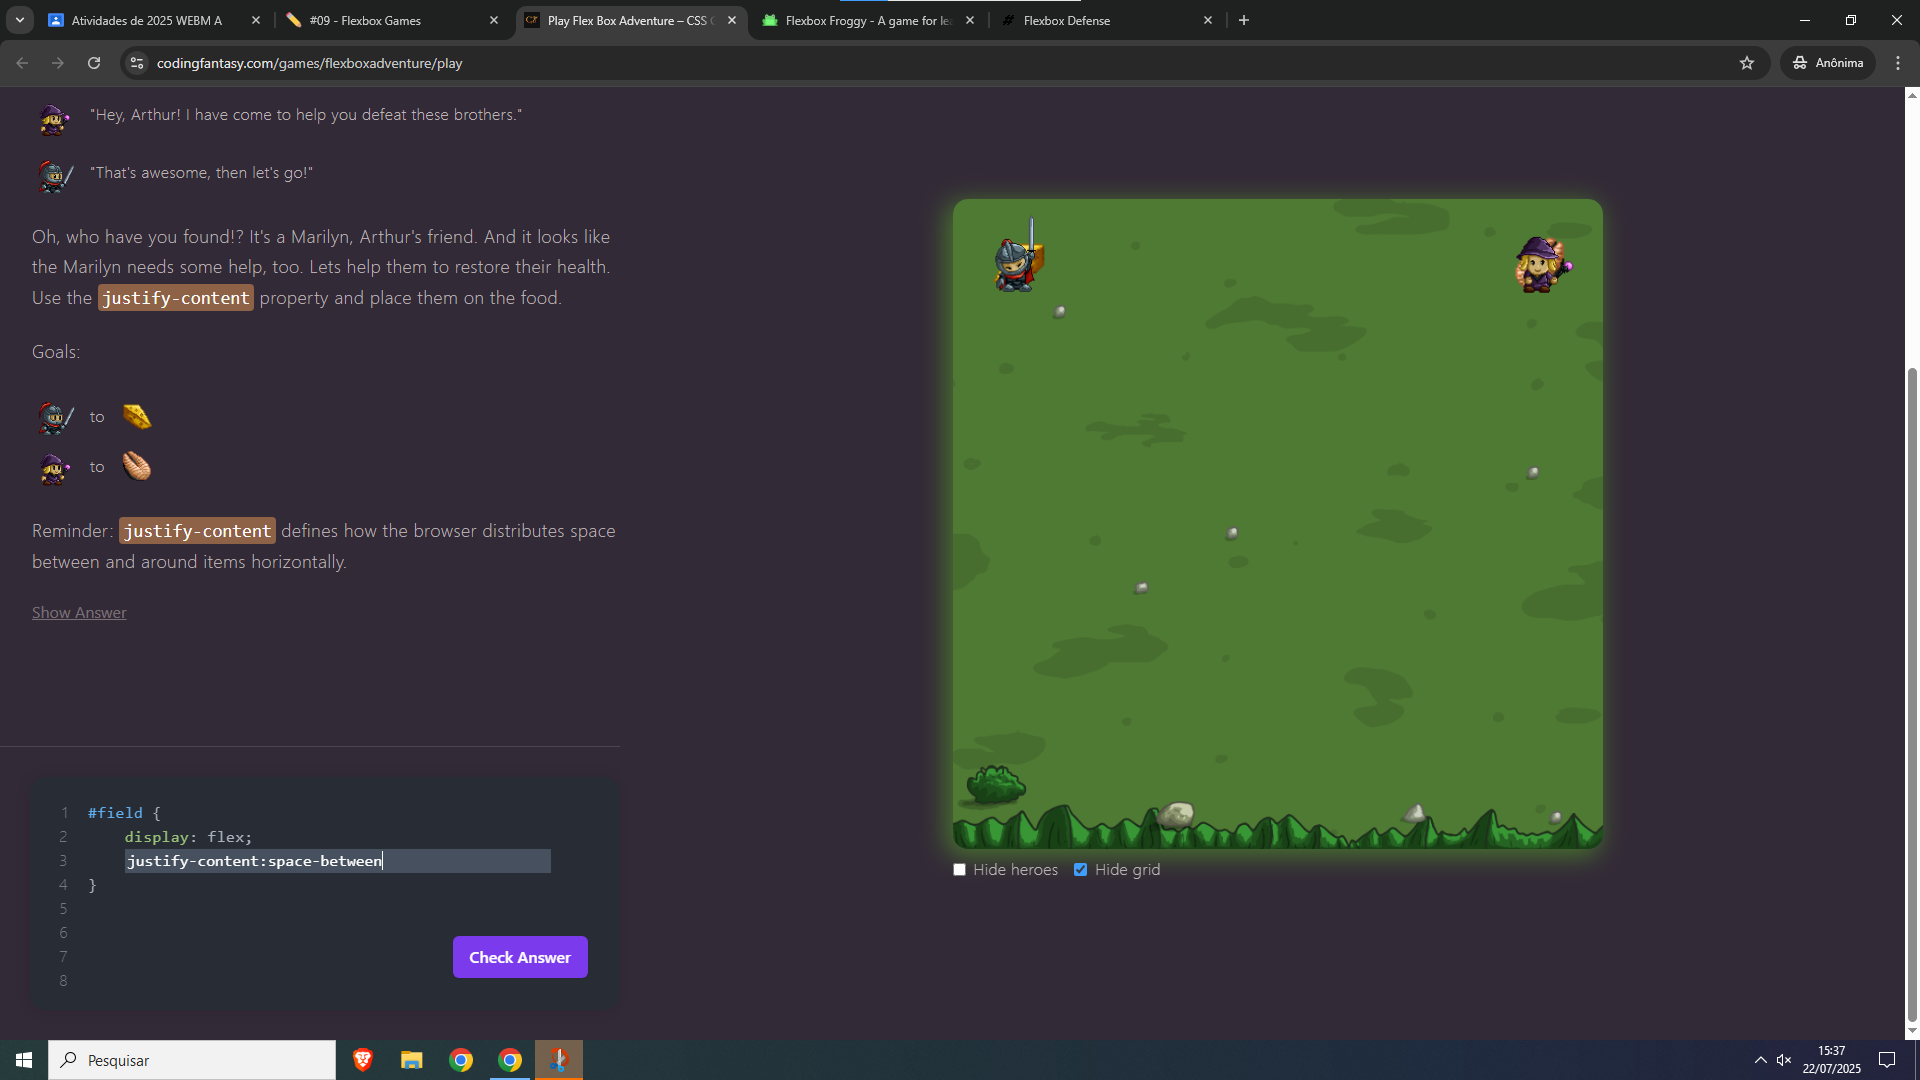 Atividades de 2025 WEBM A
#09 - Flexbox Games
Play Flex Box Adventure – CSS
Flexbox Froggy - A game for le
Flexbox Defense
codingfantasy.com/games/flexboxadventure/play
Anônima
"Hey, Arthur! I have come to help you defeat these brothers."
"That's awesome, then let's go!"
Oh, who have you found!? It's a Marilyn, Arthur's friend. And it looks like
the Marilyn needs some help, too. Lets help them to restore their health.
Use the justify-content property and place them on the food.
Goals:
to
to
Reminder: justify-content defines how the browser distributes space
between and around items horizontally.
Show Answer
1 #field {
2 display: flex;
3 justify-content:space-between
4 }
5
6
7
8
Check Answer
Hide heroes Hide grid
Pesquisar
15:37
22/07/2025